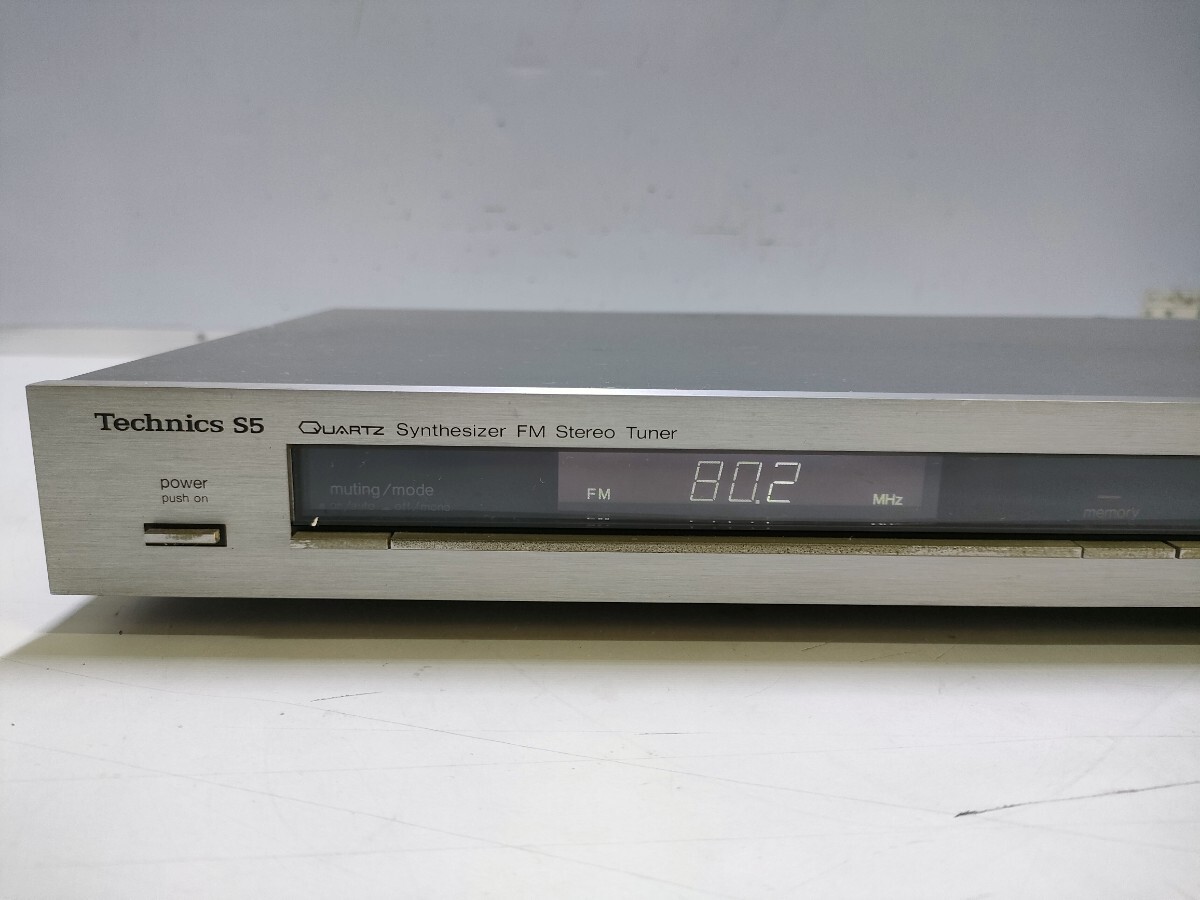 Technics S5
QUARTZ Synthesizer FM Stereo Tuner
power
push on
muting/mode
FM 80.2 MHz
memory